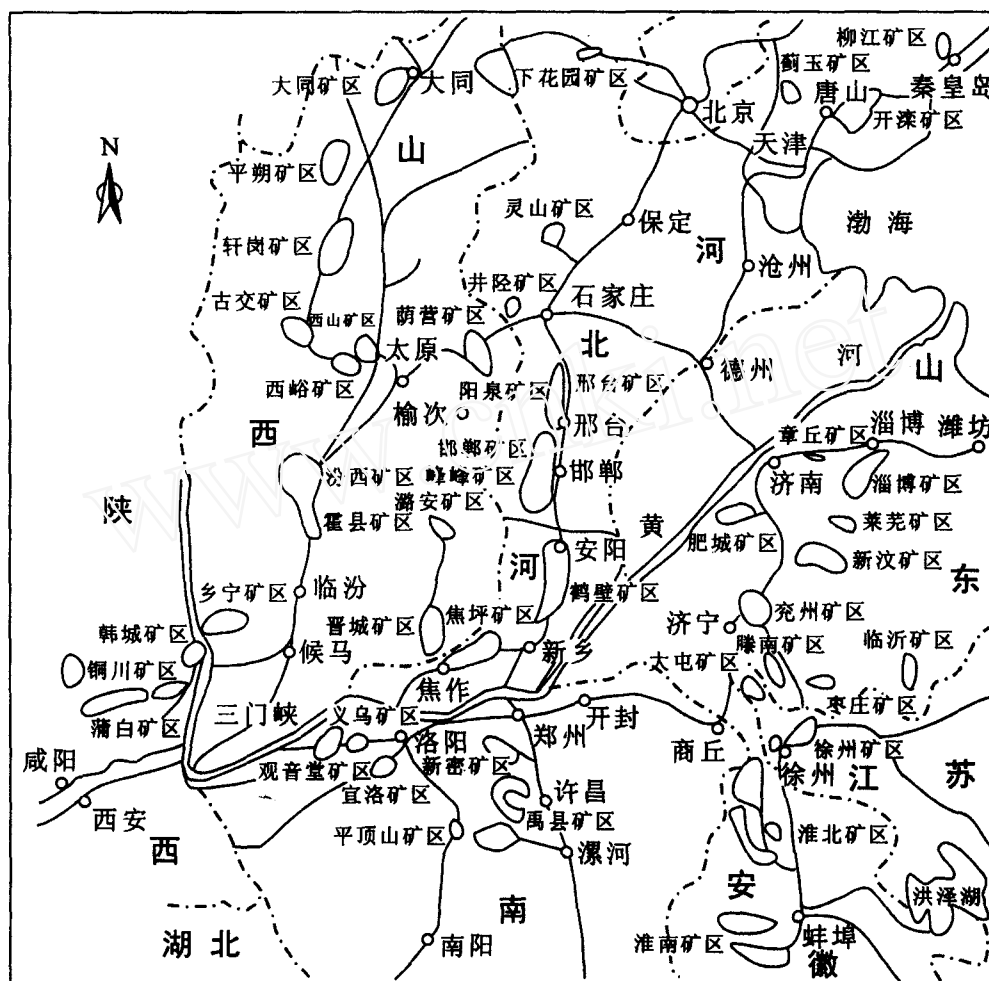 柳江矿区
蓟玉矿区
大同矿区
大同
下花园矿区
唐山
秦皇岛
北京
开滦矿区
天津
N
山
平朔矿区
灵山矿区
保定
渤海
轩岗矿区
河
沧州
井陉矿区
古交矿区
西山矿区
荫营矿区
石家庄
太原
北
德州
河
山
西峪矿区
阳泉矿区
邢台矿区
榆次
邢台
章丘矿区
淄博
潍坊
西
邯郸矿区
汾西矿区
峰峰矿区
邯郸
济南
淄博矿区
陕
潞安矿区
霍县矿区
黄
肥城矿区
莱芜矿区
河
安阳
新汶矿区
乡宁矿区
临汾
鹤壁矿区
东
韩城矿区
晋城矿区
焦坪矿区
济宁
兖州矿区
候马
新乡
滕南矿区
临沂矿区
铜川矿区
大屯矿区
焦作
蒲白矿区
三门峡
义乌矿区
开封
枣庄矿区
咸阳
洛阳
郑州
商丘
徐州矿区
观音堂矿区
新密矿区
徐州
江
苏
西安
宜洛矿区
许昌
禹县矿区
西
平顶山矿区
漯河
淮北矿区
安
洪泽湖
南
湖北
南阳
淮南矿区
蚌埠
徽
www.cnki.net